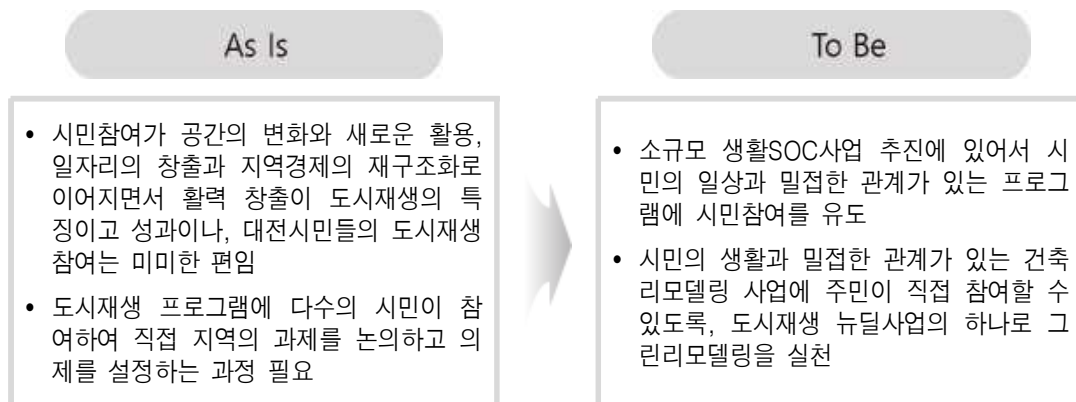 As Is
• 시민참여가 공간의 변화와 새로운 활용,
일자리의 창출과 지역경제의 재구조화로
이어지면서 활력 창출이 도시재생의 특
징이고 성과이나, 대전시민들의 도시재생
참여는 미미한 편임
• 도시재생 프로그램에 다수의 시민이 참
여하여 직접 지역의 과제를 논의하고 의
제를 설정하는 과정 필요
To Be
• 소규모 생활SOC사업 추진에 있어서 시
민의 일상과 밀접한 관계가 있는 프로그
램에 시민참여를 유도
• 시민의 생활과 밀접한 관계가 있는 건축
리모델링 사업에 주민이 직접 참여할 수
있도록, 도시재생 뉴딜사업의 하나로 그
린리모델링을 실천